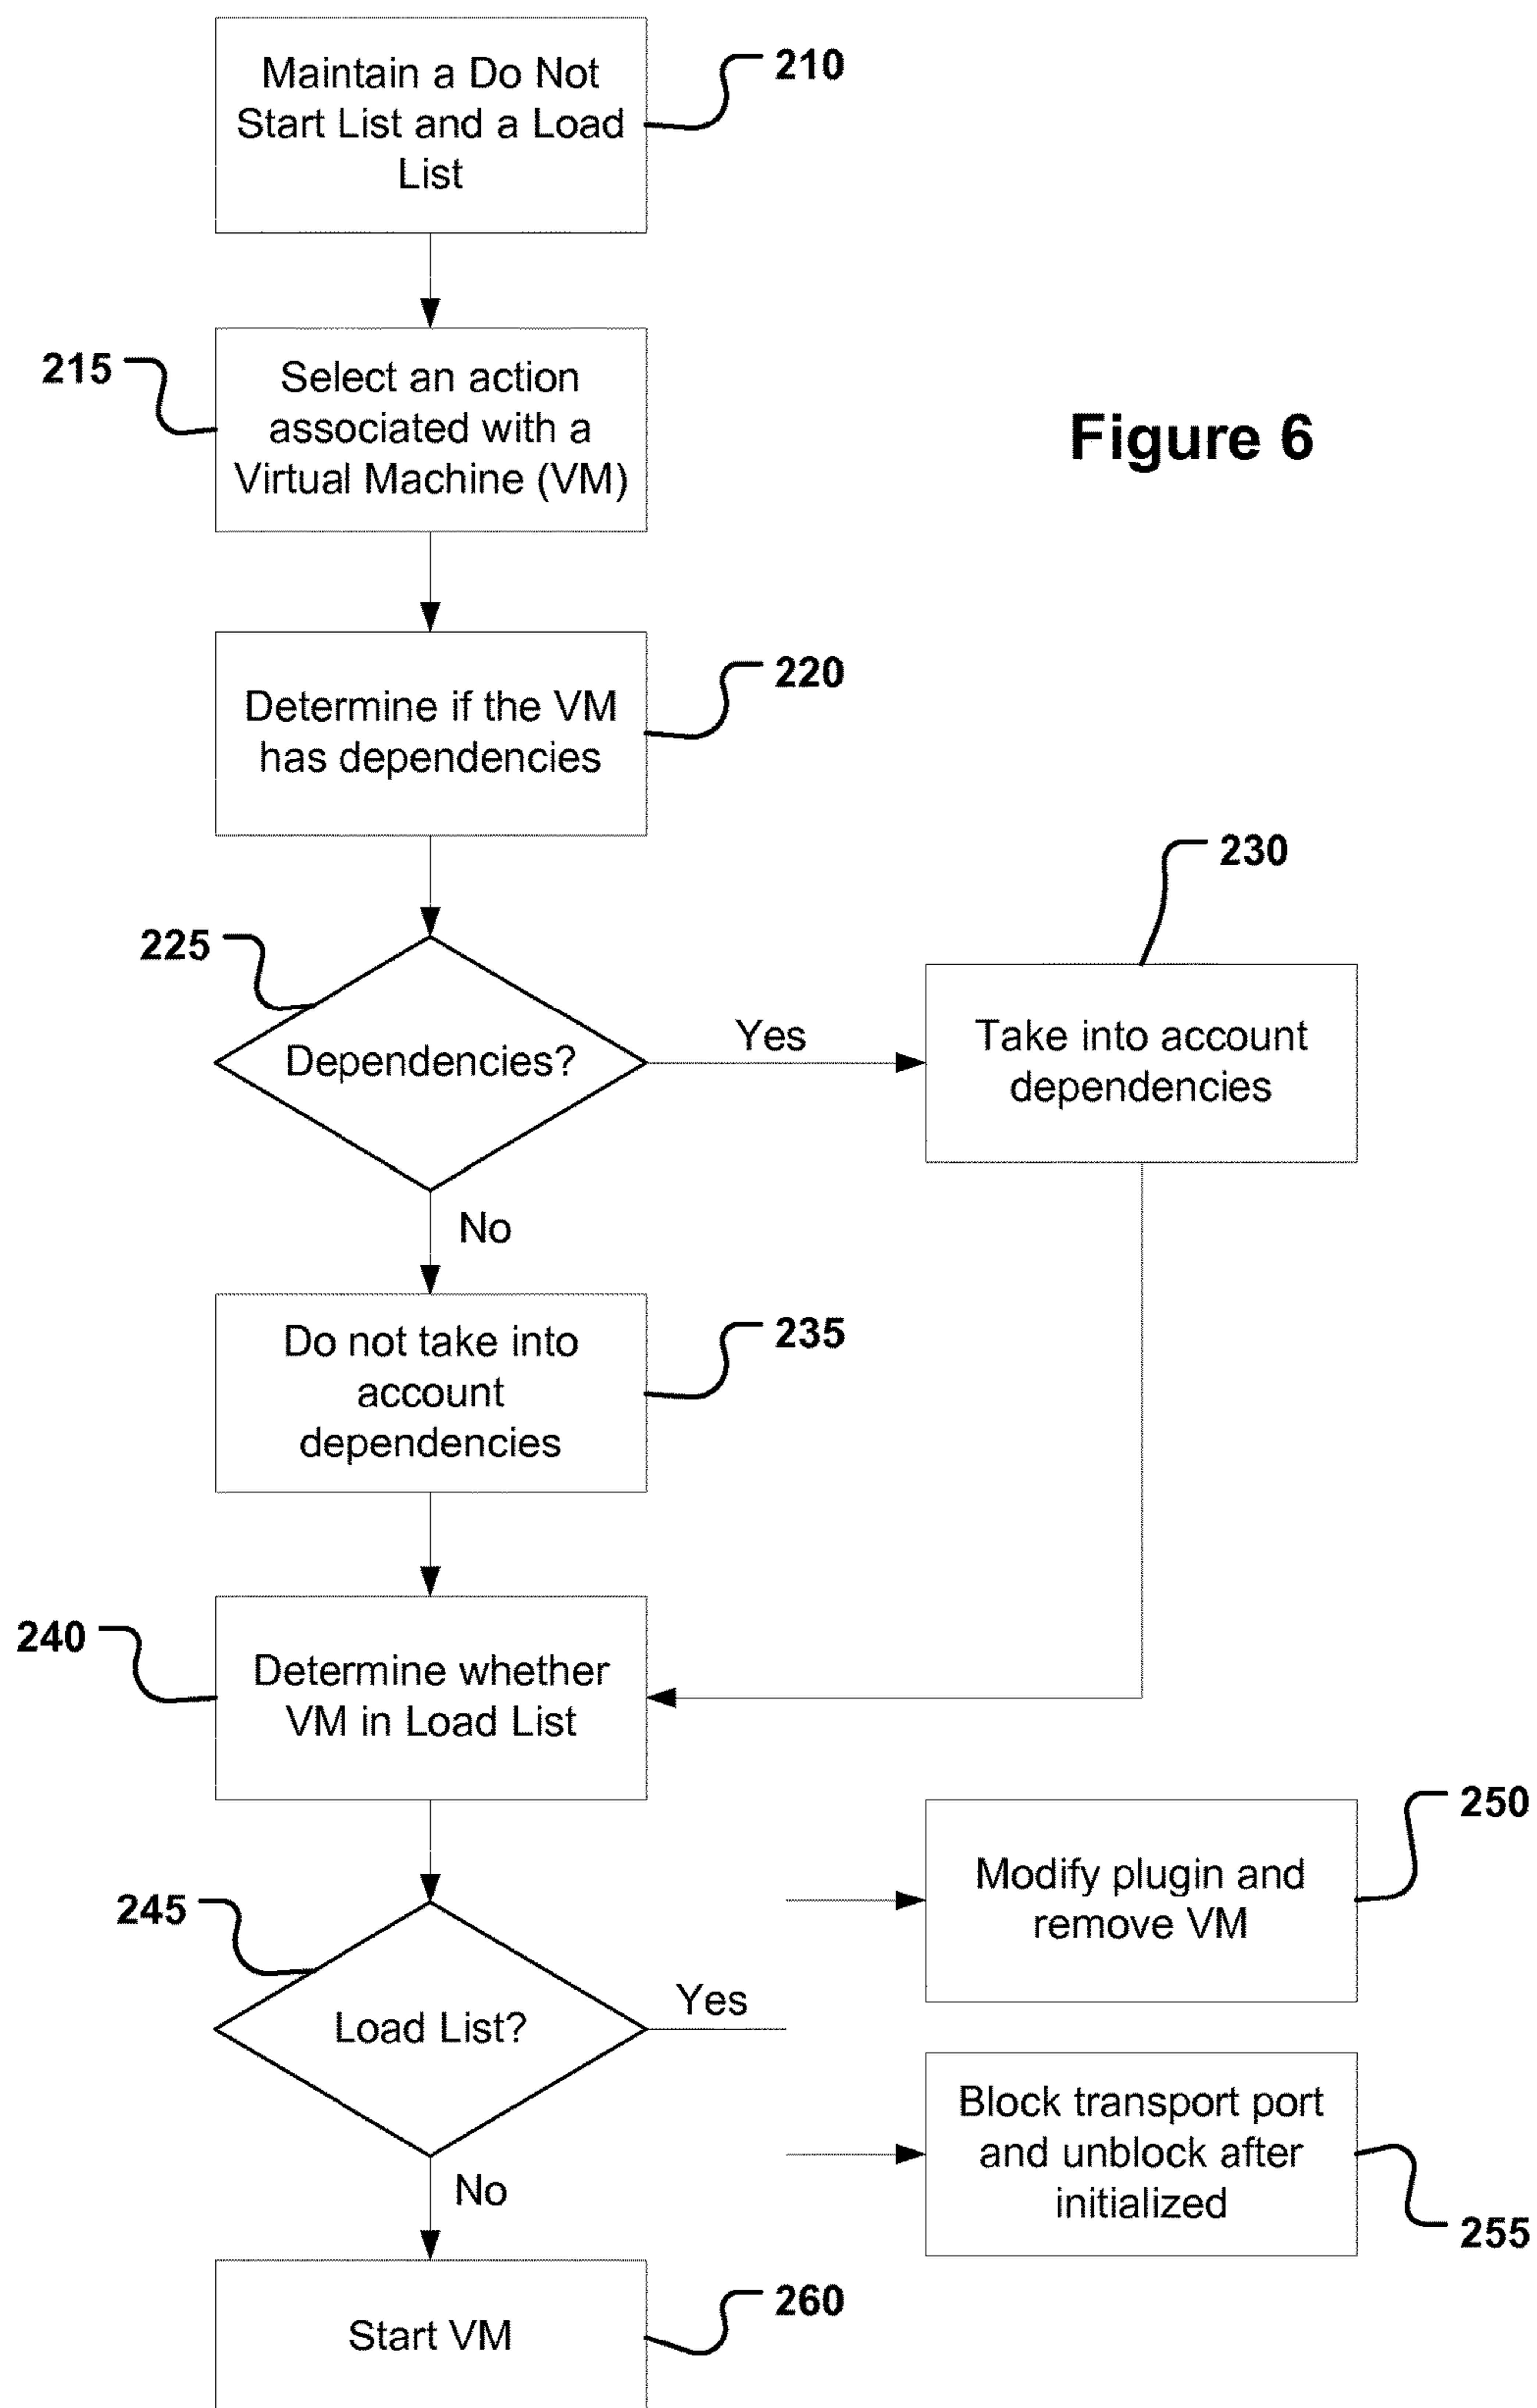 Maintain a Do Not
Start List and a Load
List
210
215
Select an action
associated with a
Virtual Machine (VM)
Figure 6
Determine if the VM
has dependencies
220
225
Dependencies?
Yes
230
Take into account
dependencies
No
Do not take into
account
dependencies
235
240
Determine whether
VM in Load List
245
Load List?
Yes
250
Modify plugin and
remove VM
Block transport port
and unblock after
initialized
255
No
Start VM
260